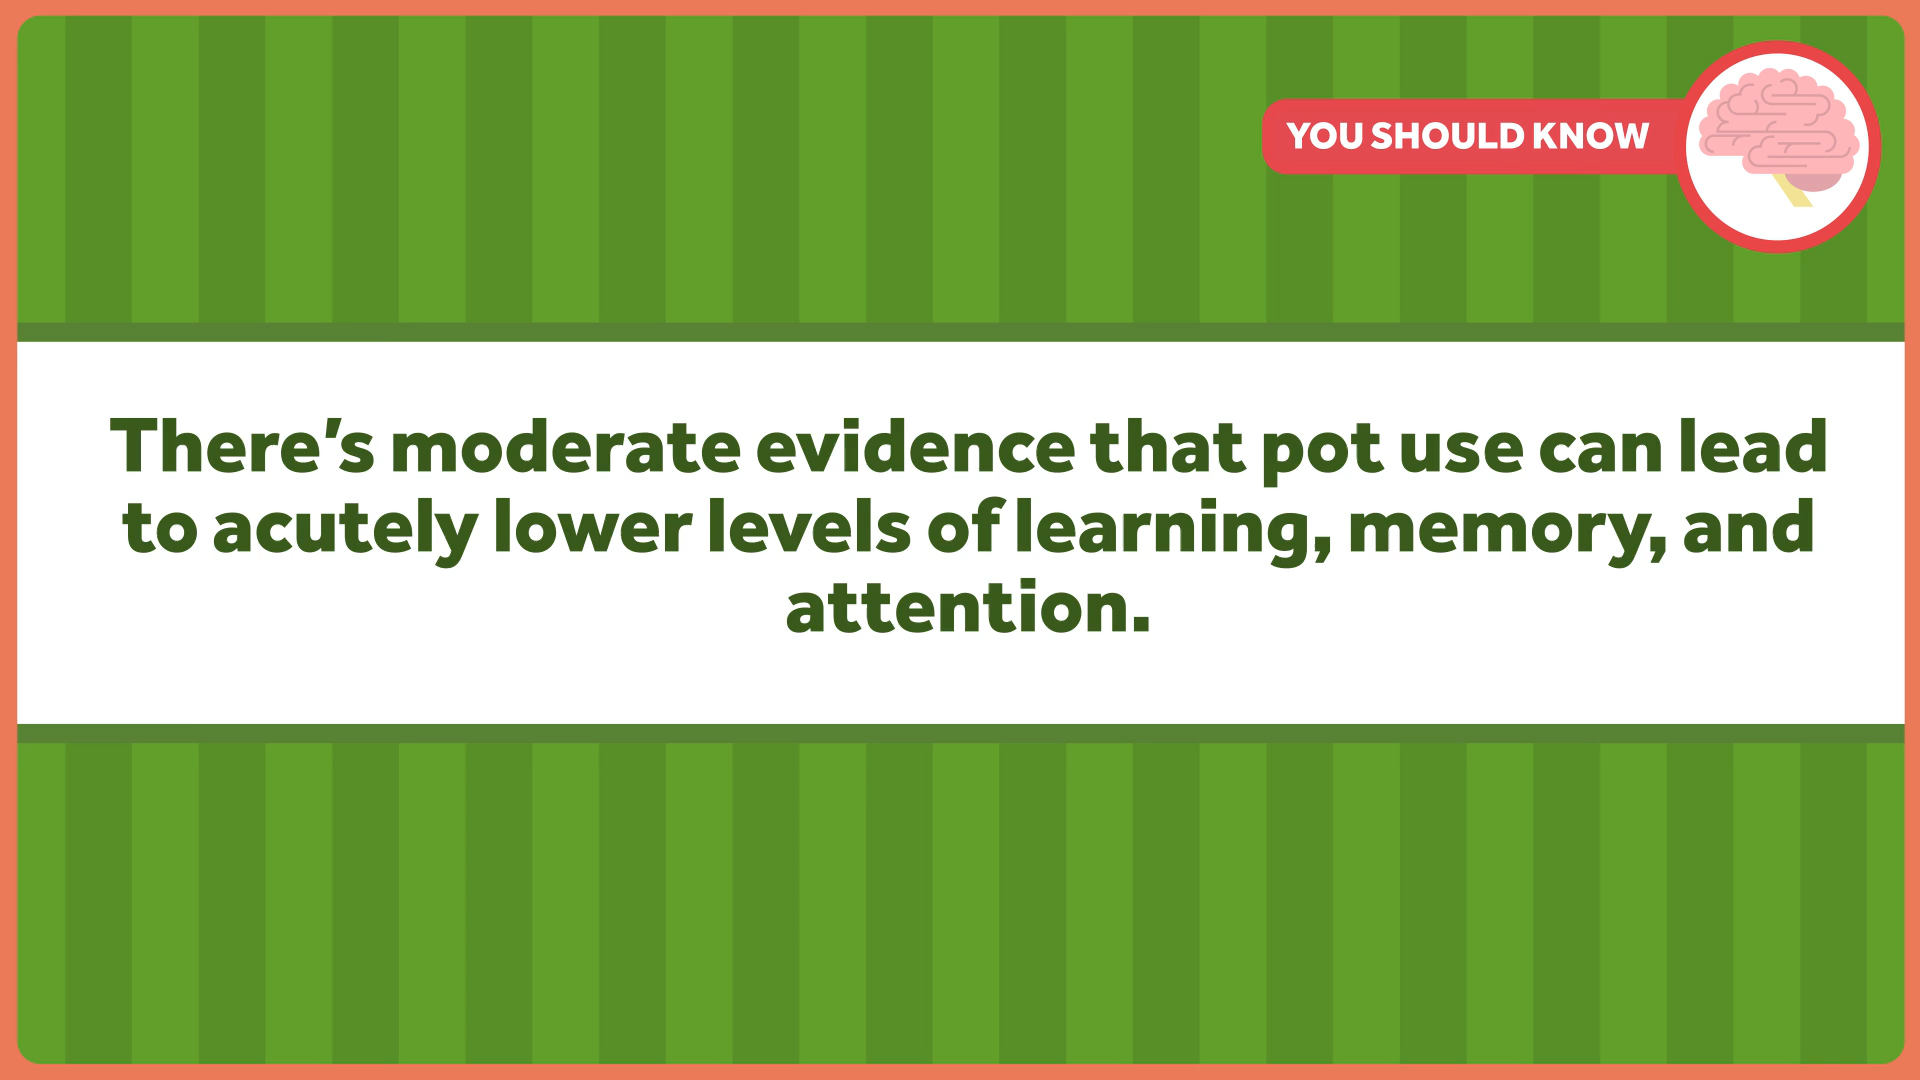 YOU SHOULD KNOW
There's moderate evidence that pot use can lead
to acutely lower levels of learning, memory, and
attention.